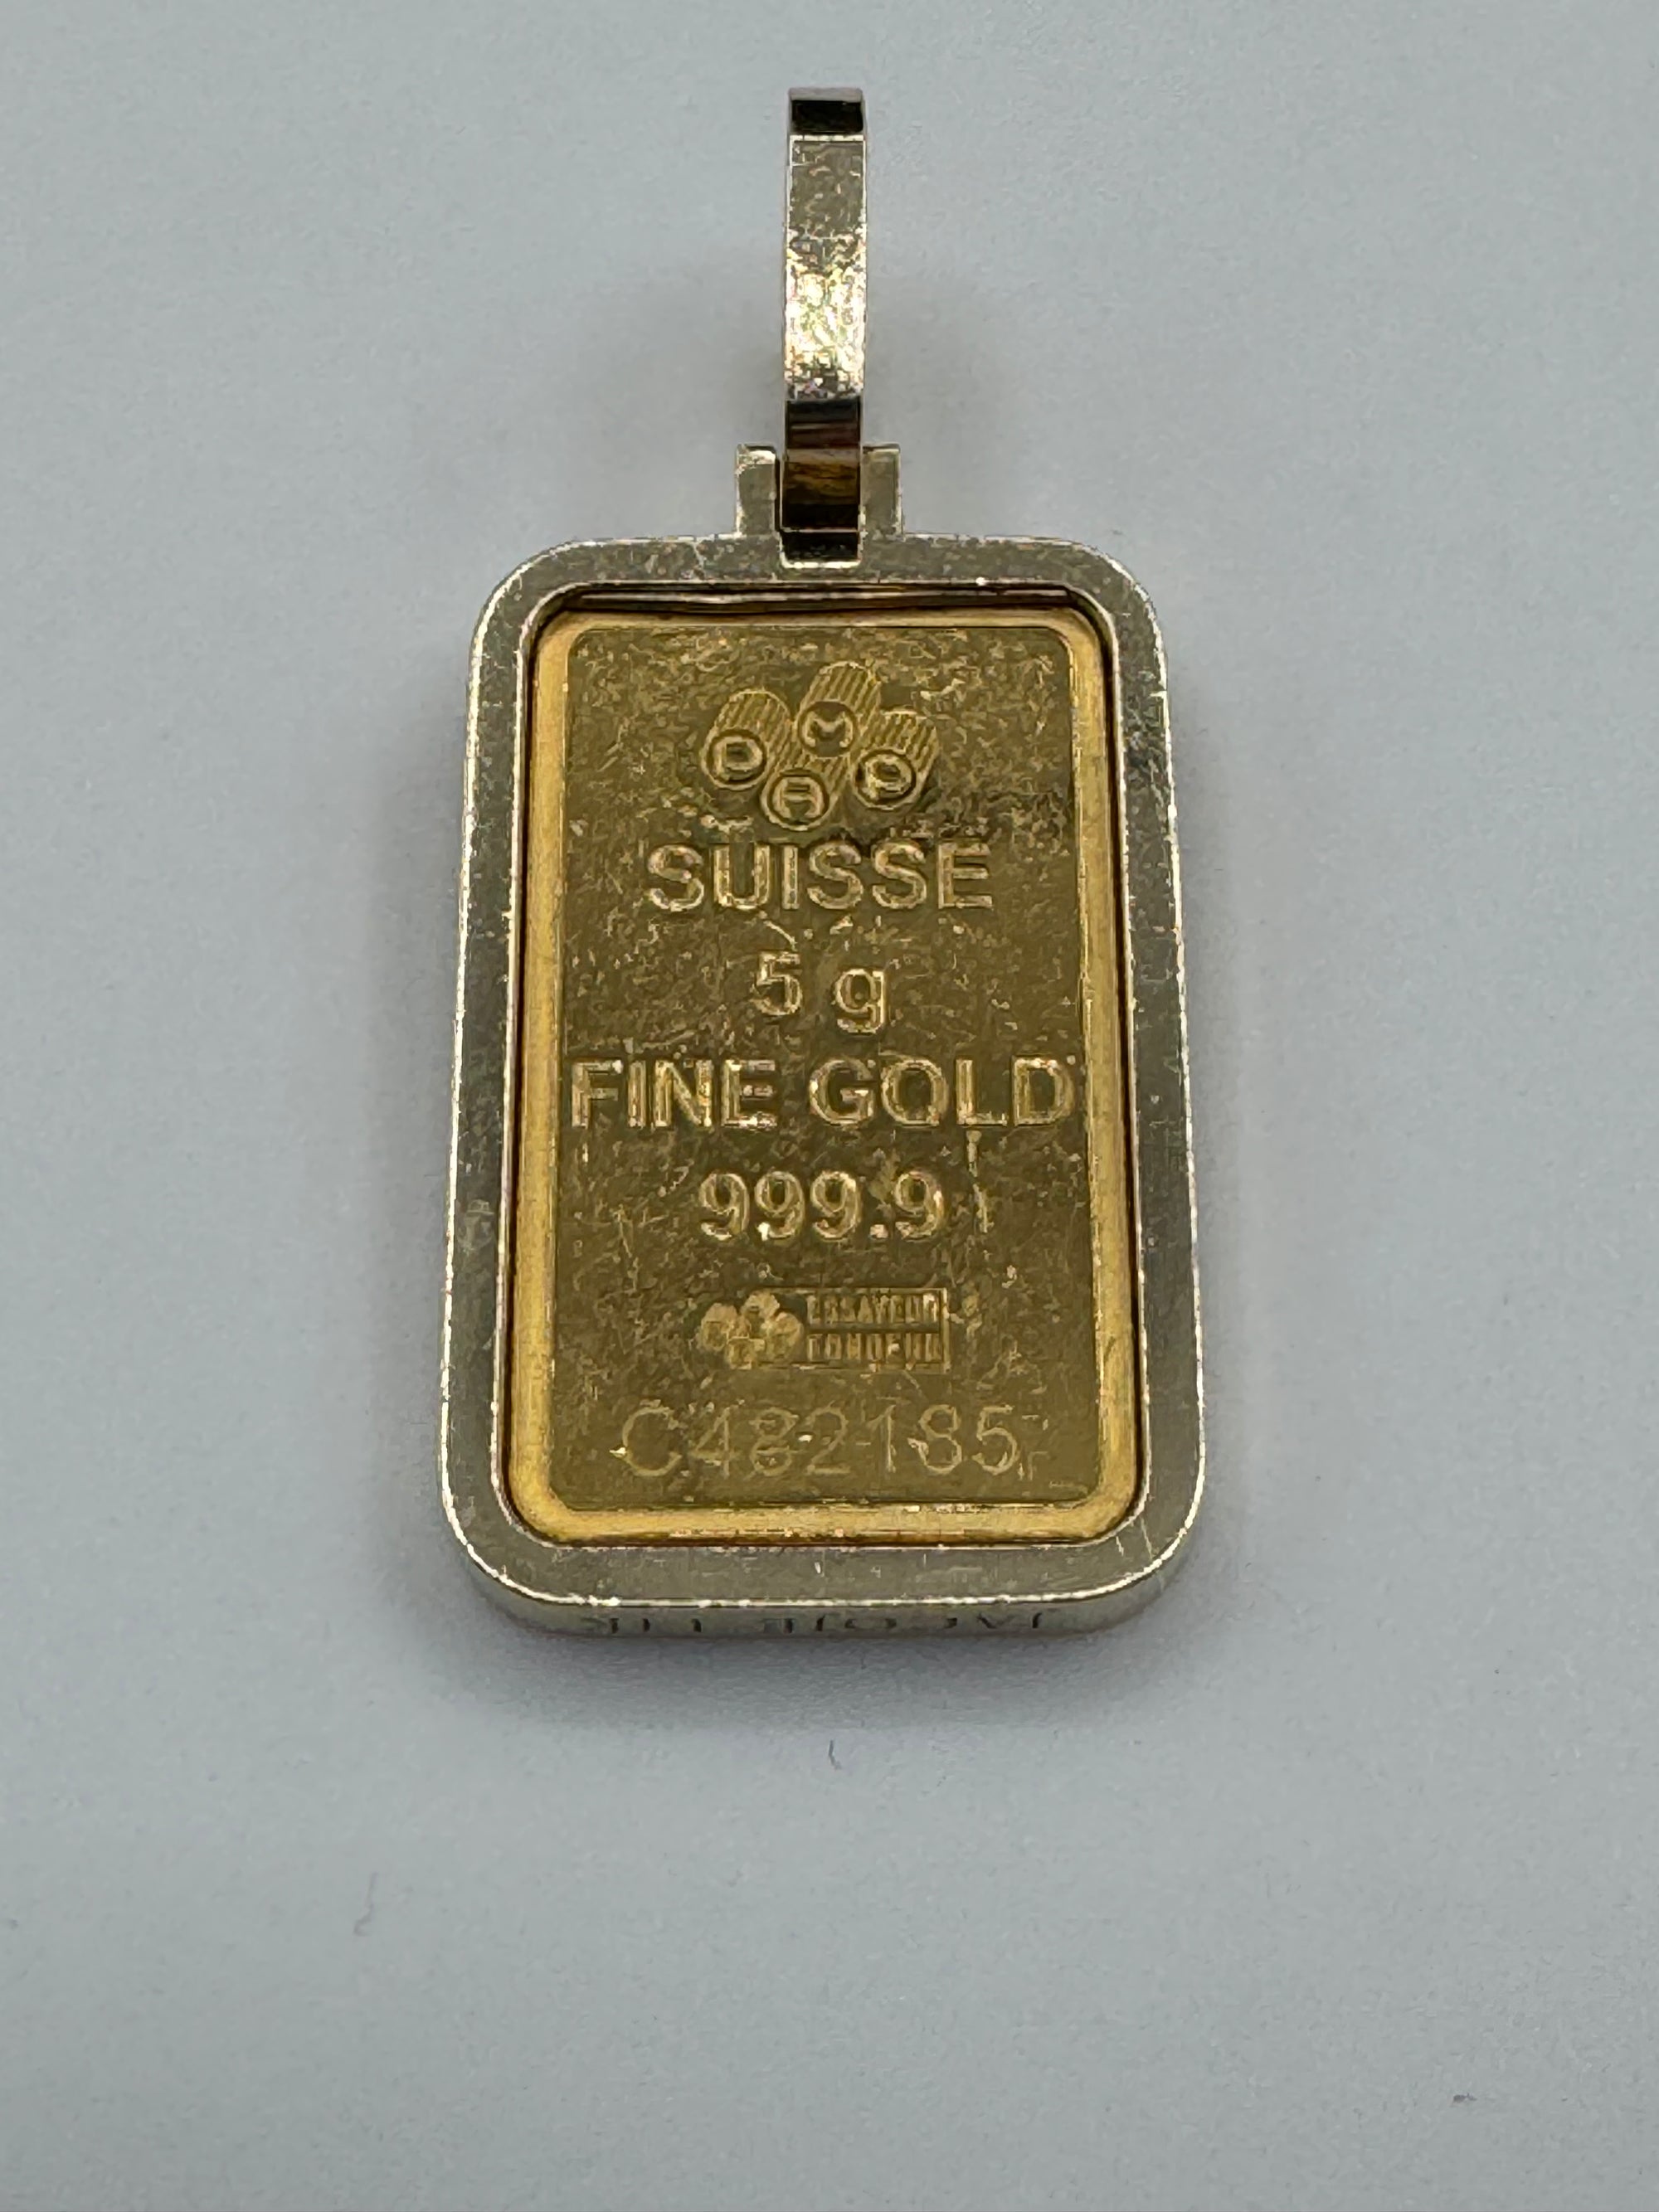 PAMP
SUISSE
5 g
FINE GOLD
999.9
ESSAYEUR
FONDEUR
C482185